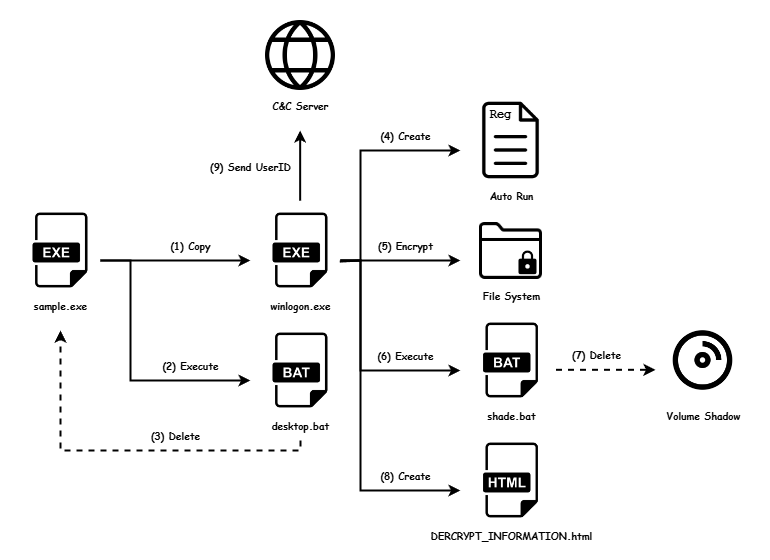 C&C Server
Reg
(4) Create
(9) Send UserID
Auto Run
EXE
(1) Copy
EXE
(5) Encrypt
sample.exe
winlogon.exe
File System
(2) Execute
BAT
(6) Execute
BAT
(7) Delete
desktop.bat
shade.bat
Volume Shadow
(3) Delete
(8) Create
HTML
DERCRYPT_INFORMATION.html